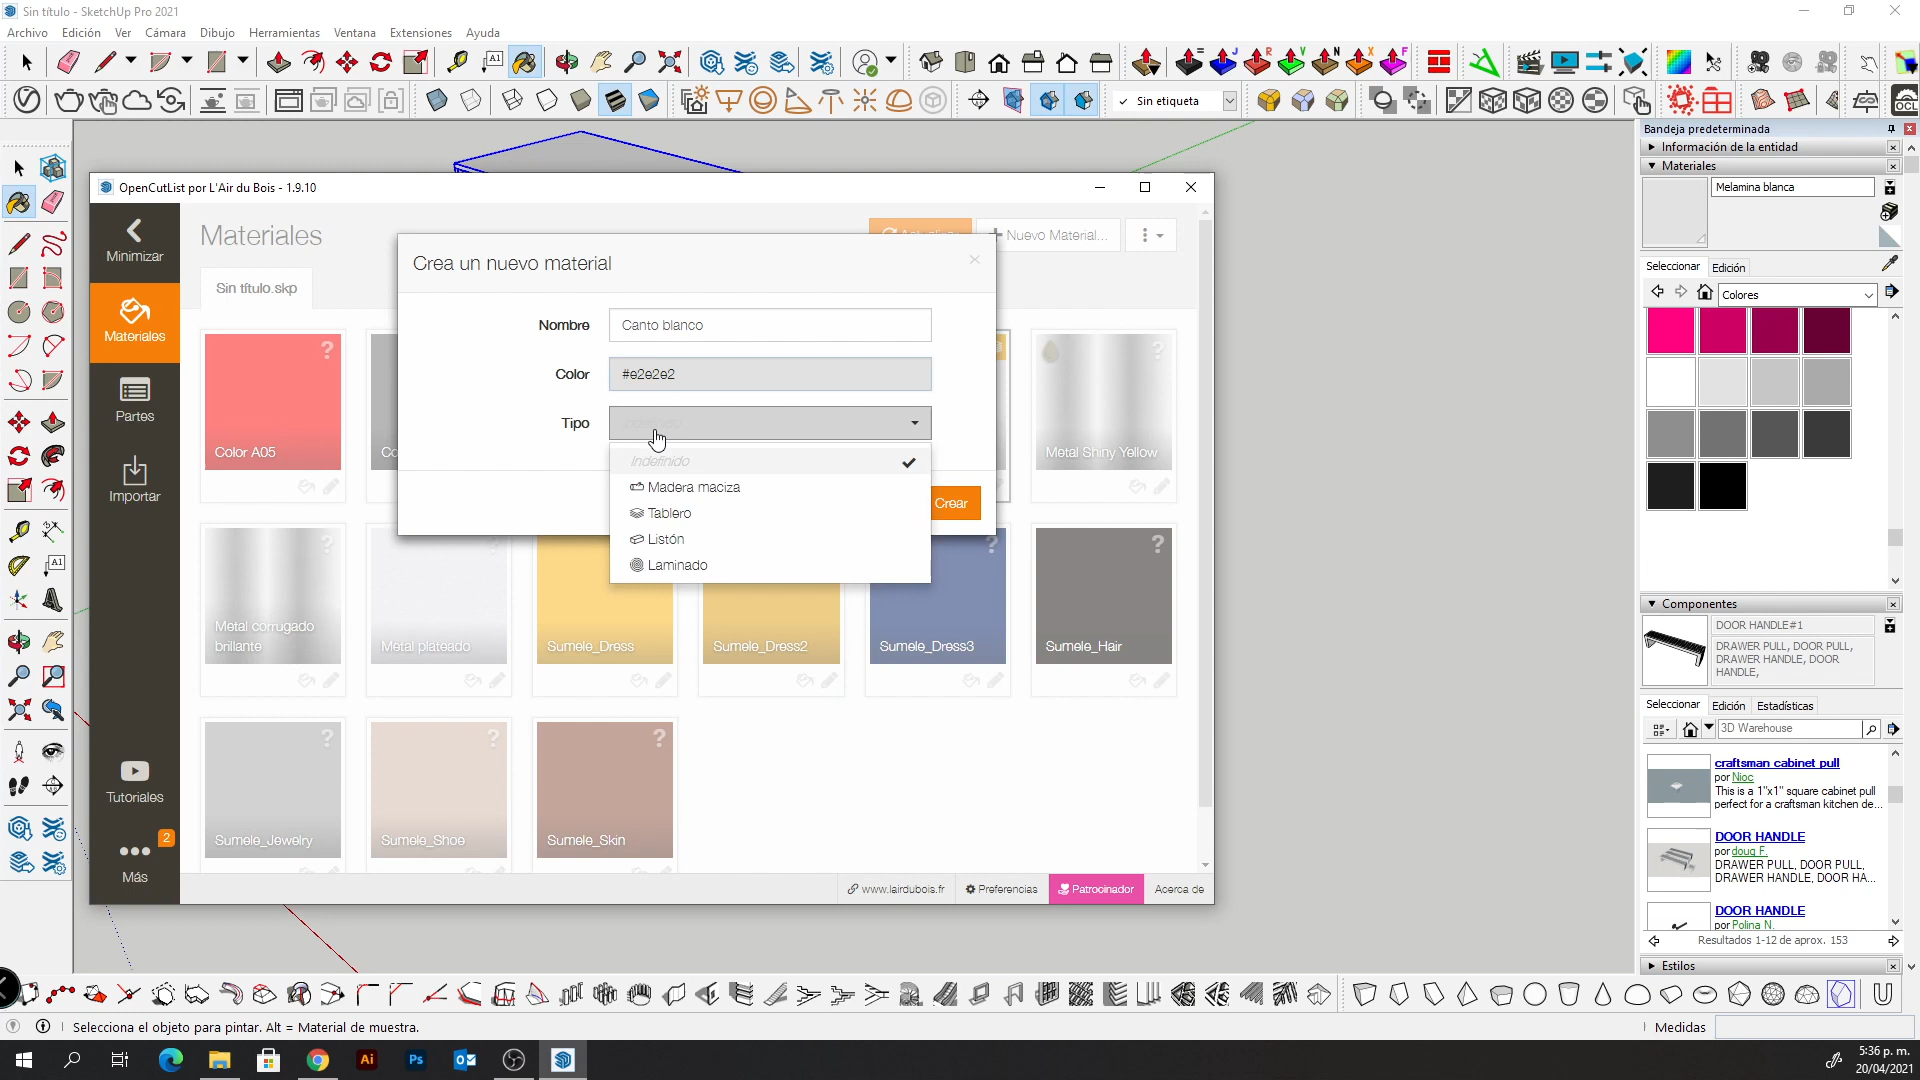 Sin título - SketchUp Pro 2021
Archivo Edición Ver Cámara Dibujo Herramientas Ventana Extensiones Ayuda
A1
= J R V N X F
Sin etiqueta
OCL
Bandeja predeterminada
Información de la entidad
Materiales
Melamina blanca
Seleccionar Edición
Colores
OpenCutList por L'Air du Bois - 1.9.10
Minimizar
Materiales
Partes
Importar
Tutoriales
2
Más
Materiales
Nuevo Material...
Sin título.skp
Crea un nuevo material
Nombre Canto blanco
Color #e2e2e2
Tipo
Indefinido
Madera maciza
Tablero
Listón
Laminado
Crear
Color A05
Co
Metal Shiny Yellow
Metal corrugado
brillante
Metal plateado
Sumele_Dress
Sumele_Dress2
Sumele_Dress3
Sumele_Hair
Sumele_Jewelry
Sumele_Shoe
Sumele_Skin
www.lairdubois.fr Preferencias Patrocinador Acerca de
A1
Componentes
DOOR HANDLE#1
DRAWER PULL, DOOR PULL,
DRAWER HANDLE, DOOR
HANDLE,
Seleccionar Edición Estadísticas
3D Warehouse
craftsman cabinet pull
por Nioc
This is a 1"x1" square cabinet pull
perfect for a craftsman kitchen de...
DOOR HANDLE
por doug F.
DRAWER PULL, DOOR PULL,
DRAWER HANDLE, DOOR HA...
DOOR HANDLE
por Polina N.
Resultados 1-12 de aprox. 153
Estilos
Selecciona el objeto para pintar. Alt = Material de muestra.
Medidas
Ai
Ps
5:36 p. m.
20/04/2021